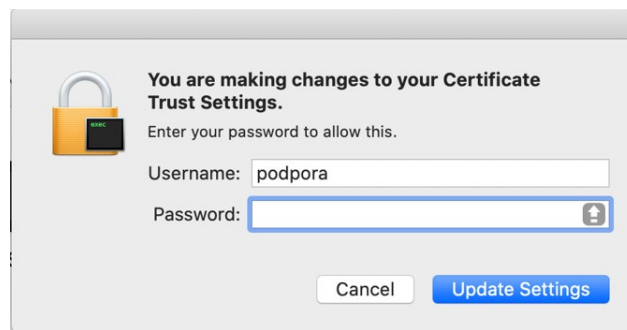 You are making changes to your Certificate
Trust Settings.
exec
Enter your password to allow this.
Username: podpora
Password:
Cancel Update Settings